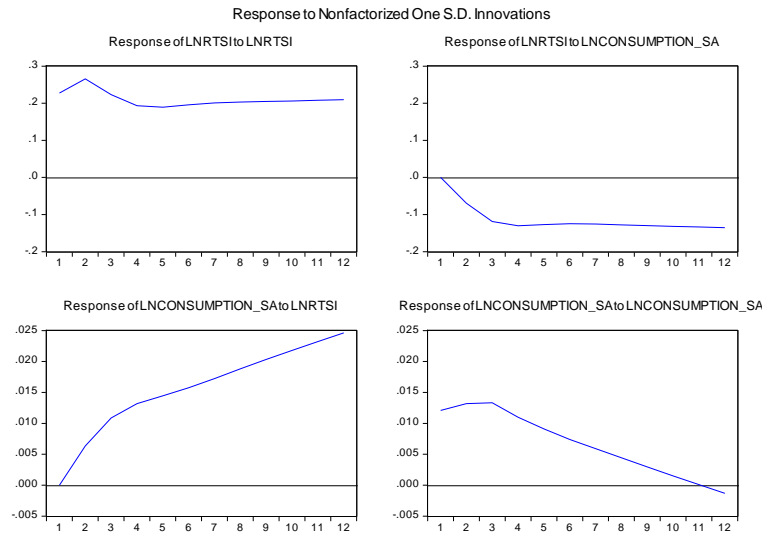 Response to Nonfactorized One S.D. Innovations
Response of LNRTSI to LNRTSI
.3
.2
.1
.0
-.1
-.2
1 2 3 4 5 6 7 8 9 10 11 12
Response of LNRTSI to LNCONSUMPTION_SA
.3
.2
.1
.0
-.1
-.2
1 2 3 4 5 6 7 8 9 10 11 12
Response of LNCONSUMPTION_SA to LNRTSI
.025
.020
.015
.010
.005
.000
-.005
1 2 3 4 5 6 7 8 9 10 11 12
Response of LNCONSUMPTION_SA to LNCONSUMPTION_SA
.025
.020
.015
.010
.005
.000
-.005
1 2 3 4 5 6 7 8 9 10 11 12